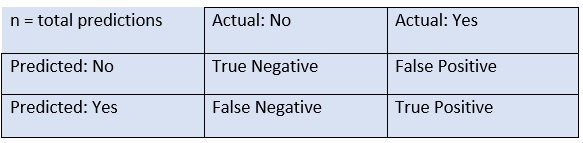 n = total predictions Actual: No Actual: Yes
Predicted: No True Negative False Positive
Predicted: Yes False Negative True Positive